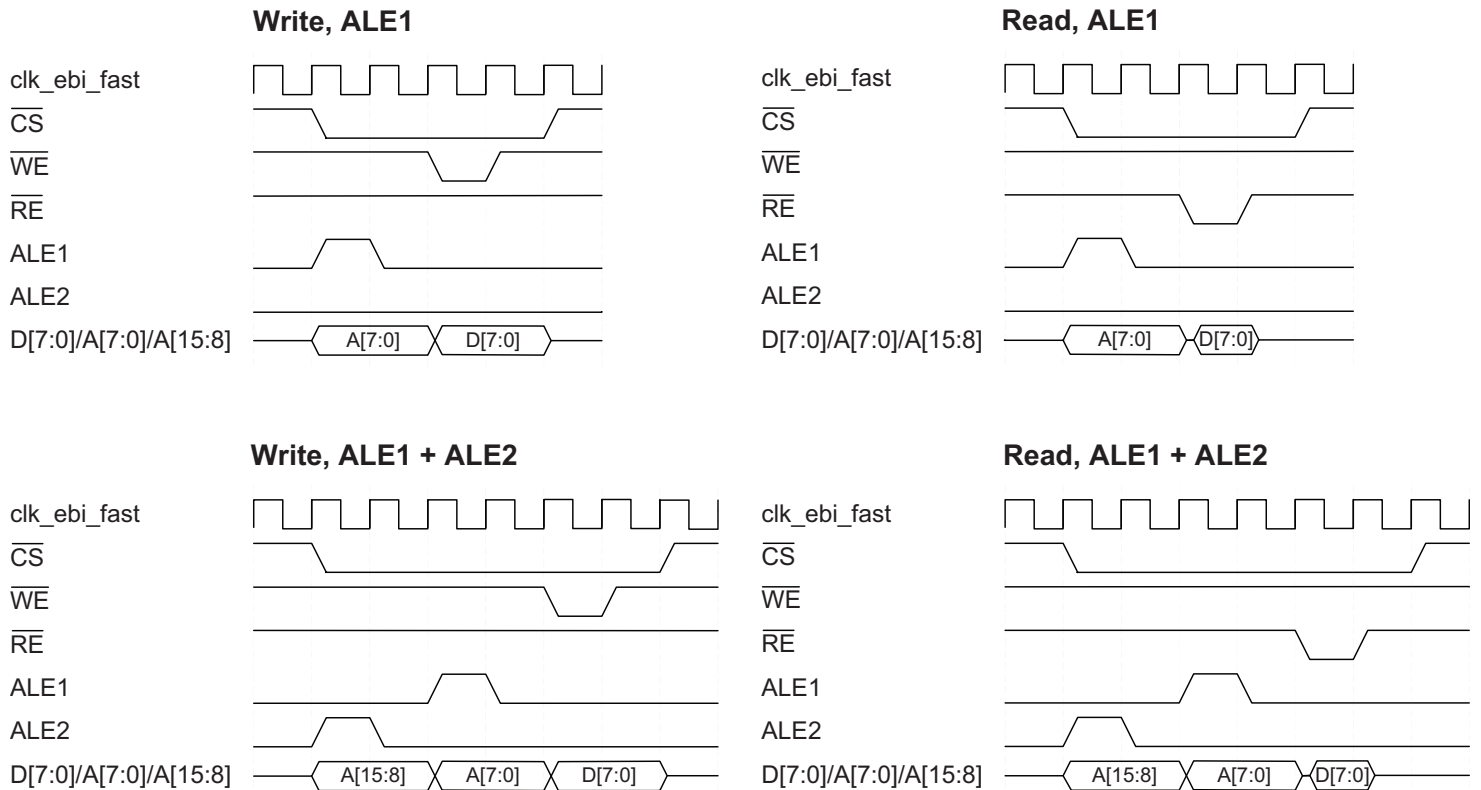 Write, ALE1
clk_ebi_fast
CS
WE
RE
ALE1
ALE2
D[7:0]/A[7:0]/A[15:8]
A[7:0]
D[7:0]
Read, ALE1
clk_ebi_fast
CS
WE
RE
ALE1
ALE2
D[7:0]/A[7:0]/A[15:8]
A[7:0]
D[7:0]
Write, ALE1 + ALE2
clk_ebi_fast
CS
WE
RE
ALE1
ALE2
D[7:0]/A[7:0]/A[15:8]
A[15:8]
A[7:0]
D[7:0]
Read, ALE1 + ALE2
clk_ebi_fast
CS
WE
RE
ALE1
ALE2
D[7:0]/A[7:0]/A[15:8]
A[15:8]
A[7:0]
D[7:0]